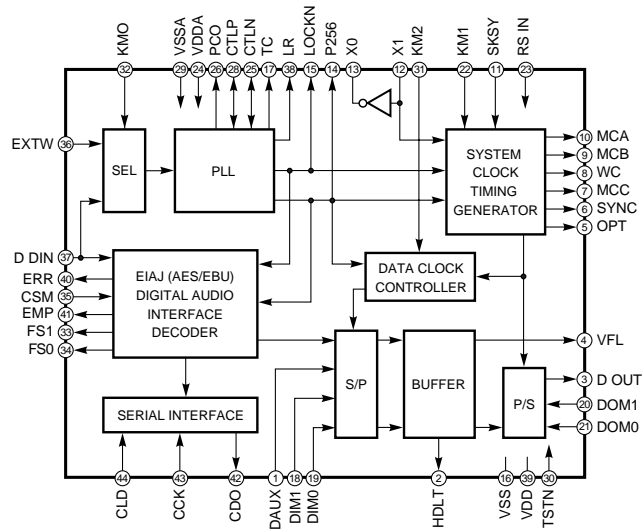 KMO
VSSA
VDDA
PCO
CTLP
CTLN
TC
LR
LOCKN
P256
X0
X1
KM2
KM1
SKSY
RS IN
32
29
24
26
28
25
17
38
15
14
13
12
31
22
11
23
EXTW
36
SEL
PLL
SYSTEM
CLOCK
TIMING
GENERATOR
10 MCA
9 MCB
8 WC
7 MCC
6 SYNC
5 OPT
D DIN 37
ERR 40
CSM 35
EMP 41
FS1 33
FS0 34
EIAJ (AES/EBU)
DIGITAL AUDIO
INTERFACE
DECODER
DATA CLOCK
CONTROLLER
S/P
BUFFER
P/S
4 VFL
3 D OUT
20 DOM1
21 DOM0
SERIAL INTERFACE
44
43
42
1
18
19
2
16
39
30
CLD
CCK
CDO
DAUX
DIM1
DIM0
HDLT
VSS
VDD
TSTN